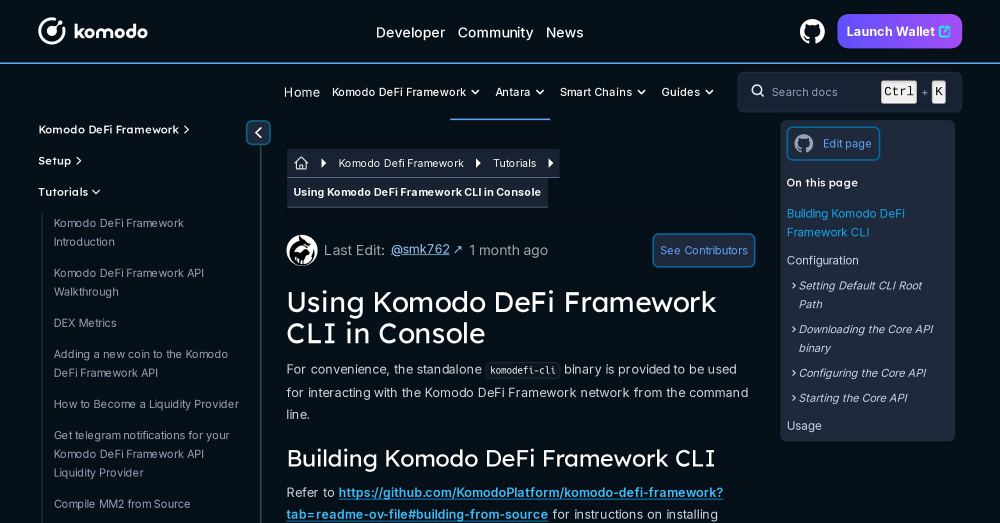 komodo
Developer Community News
Launch Wallet
Home Komodo DeFi Framework Antara Smart Chains Guides
Search docs Ctrl + K
Komodo DeFi Framework
Setup
Tutorials
Komodo DeFi Framework
Introduction
Komodo DeFi Framework API
Walkthrough
DEX Metrics
Adding a new coin to the Komodo
DeFi Framework API
How to Become a Liquidity Provider
Get telegram notifications for your
Komodo DeFi Framework API
Liquidity Provider
Compile MM2 from Source
Komodo Defi Framework Tutorials
Using Komodo DeFi Framework CLI in Console
Last Edit: @smk762 ↗ 1 month ago
See Contributors
Using Komodo DeFi Framework
CLI in Console
For convenience, the standalone komodefi-cli binary is provided to be used
for interacting with the Komodo DeFi Framework network from the command
line.
Building Komodo DeFi Framework CLI
Refer to https://github.com/KomodoPlatform/komodo-defi-framework?
tab=readme-ov-file#building-from-source for instructions on installing
Edit page
On this page
Building Komodo DeFi
Framework CLI
Configuration
Setting Default CLI Root
Path
Downloading the Core API
binary
Configuring the Core API
Starting the Core API
Usage